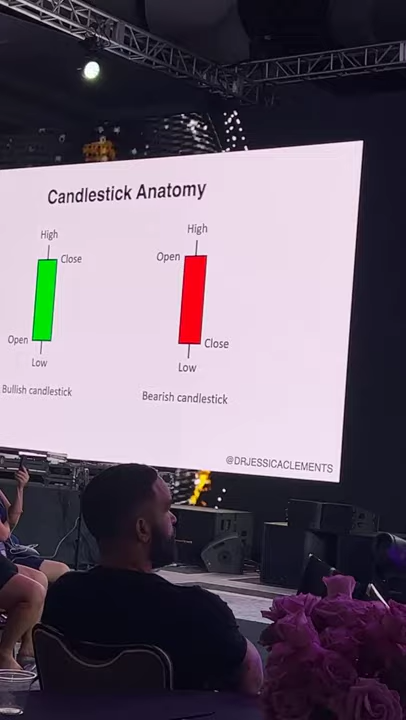 Candlestick Anatomy
High
Close
Open
Low
Bullish candlestick
High
Open
Close
Low
Bearish candlestick
@DRJESSICACLEMENTS